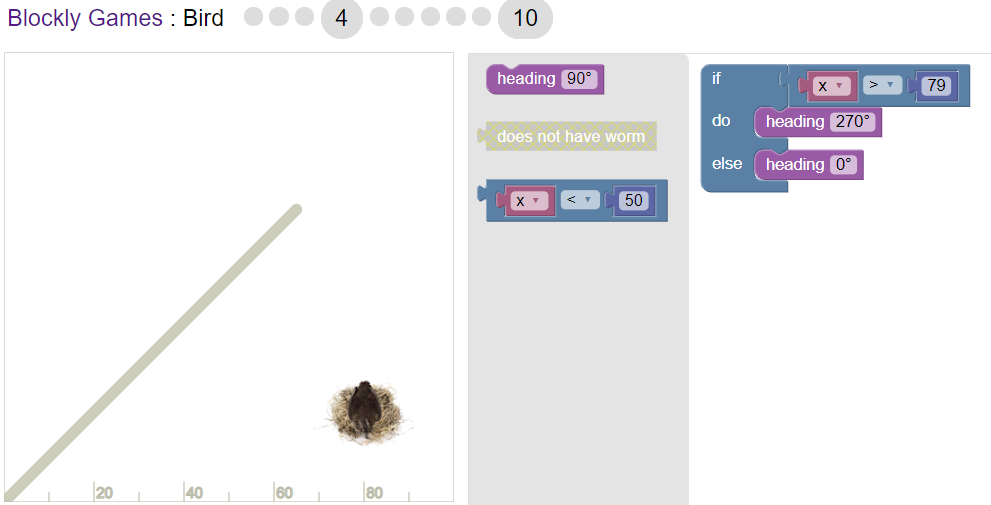 Blockly Games : Bird 4 10
heading 90°
does not have worm
x < 50
if x > 79
do heading 270°
else heading 0°
20 40 60 80